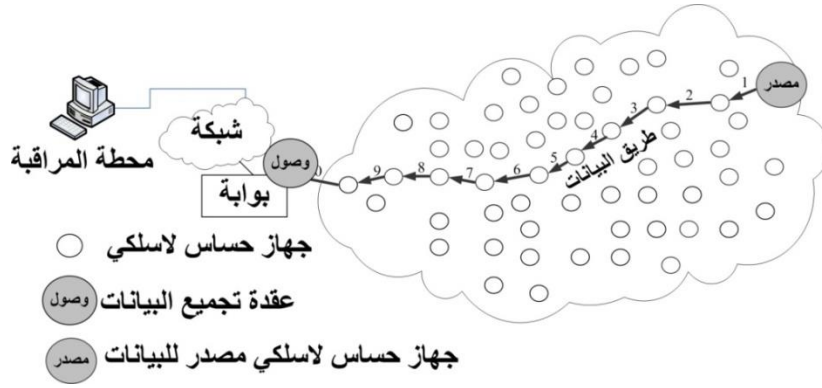 مصدر
1
2
3
4
5
6
7
8
9
0
طريق البيانات
شبكة
محطة المراقبة
وصول
بوابة
جهاز حساس لاسلكي
وصول
عقدة تجميع البيانات
مصدر
جهاز حساس لاسلكي مصدر للبيانات